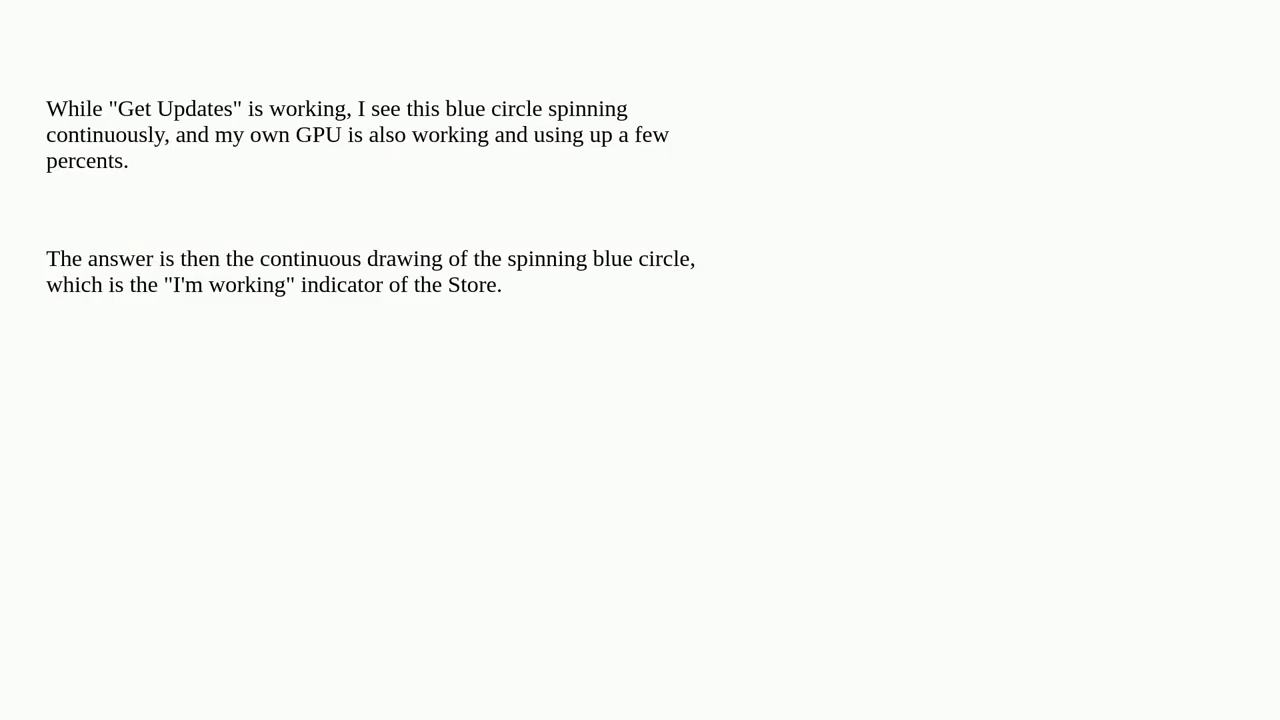 While "Get Updates" is working, I see this blue circle spinning
continuously, and my own GPU is also working and using up a few
percents.
The answer is then the continuous drawing of the spinning blue circle,
which is the "I'm working" indicator of the Store.